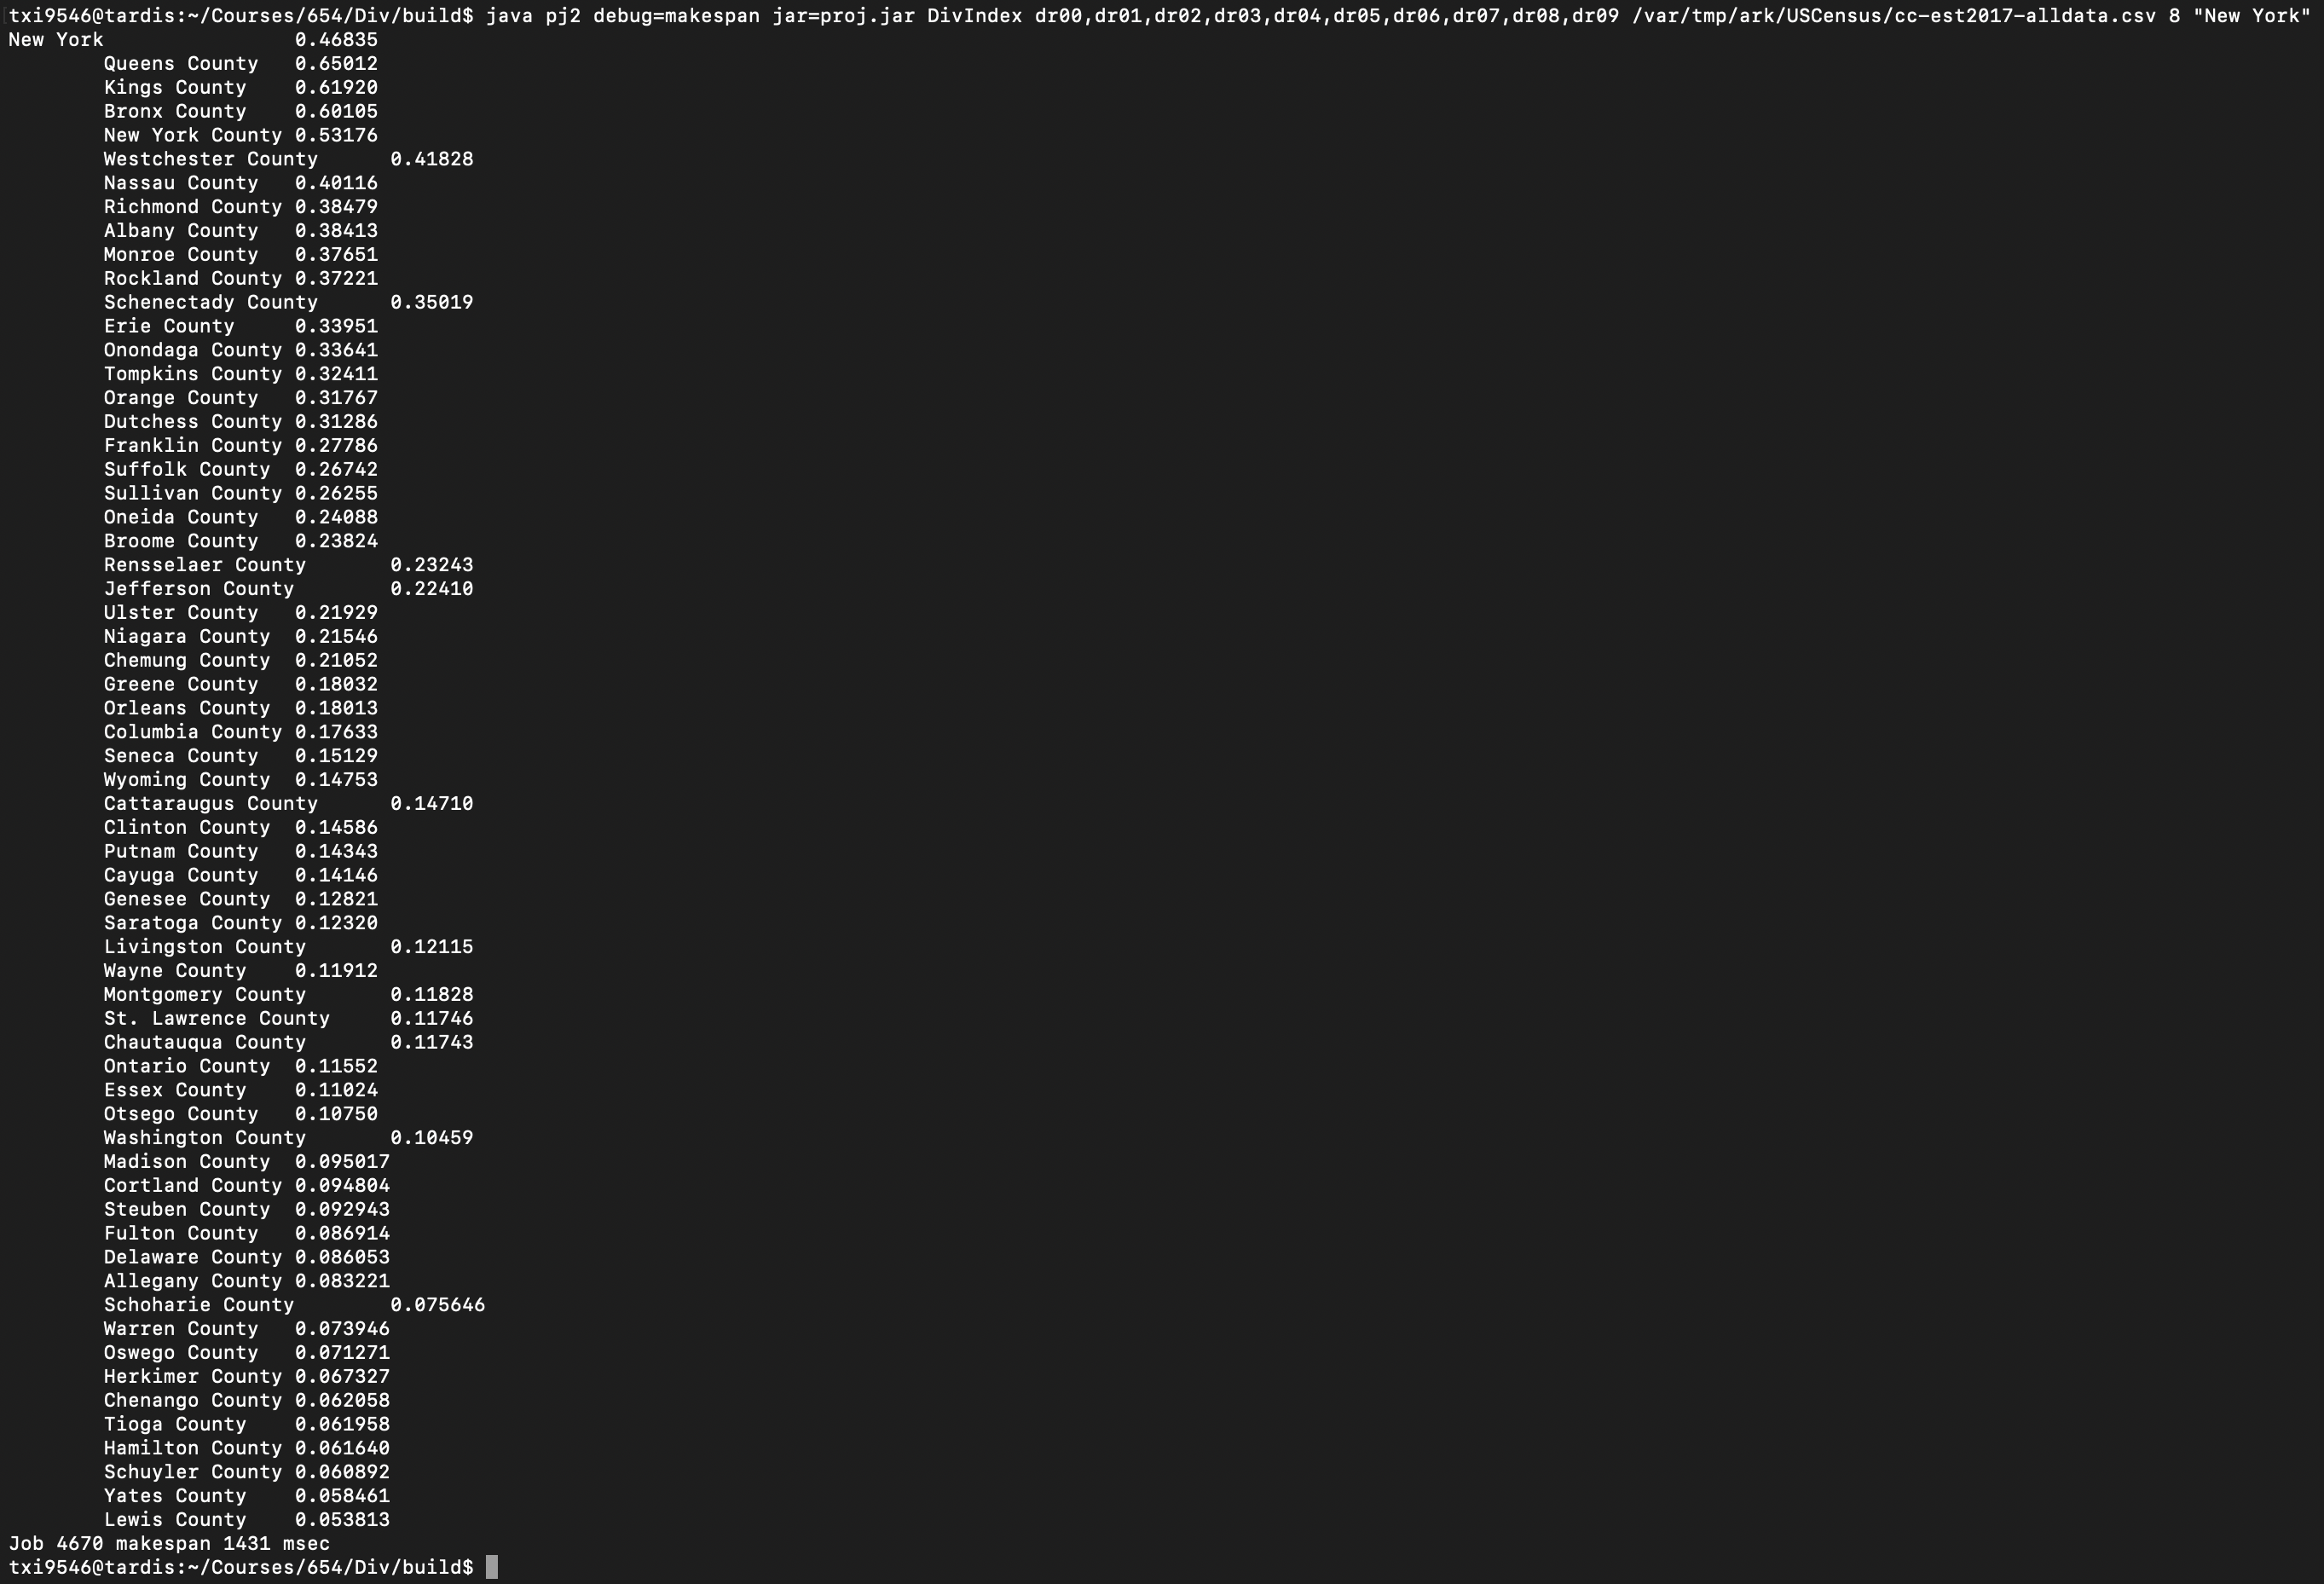 txi9546@tardis:~/Courses/654/Div/build$ java pj2 debug=makespan jar=proj.jar DivIndex dr00,dr01,dr02,dr03,dr04,dr05,dr06,dr07,dr08,dr09 /var/tmp/ark/USCensus/cc-est2017-alldata.csv 8 "New York"
New York 0.46835
Queens County 0.65012
Kings County 0.61920
Bronx County 0.60105
New York County 0.53176
Westchester County 0.41828
Nassau County 0.40116
Richmond County 0.38479
Albany County 0.38413
Monroe County 0.37651
Rockland County 0.37221
Schenectady County 0.35019
Erie County 0.33951
Onondaga County 0.33641
Tompkins County 0.32411
Orange County 0.31767
Dutchess County 0.31286
Franklin County 0.27786
Suffolk County 0.26742
Sullivan County 0.26255
Oneida County 0.24088
Broome County 0.23824
Rensselaer County 0.23243
Jefferson County 0.22410
Ulster County 0.21929
Niagara County 0.21546
Chemung County 0.21052
Greene County 0.18032
Orleans County 0.18013
Columbia County 0.17633
Seneca County 0.15129
Wyoming County 0.14753
Cattaraugus County 0.14710
Clinton County 0.14586
Putnam County 0.14343
Cayuga County 0.14146
Genesee County 0.12821
Saratoga County 0.12320
Livingston County 0.12115
Wayne County 0.11912
Montgomery County 0.11828
St. Lawrence County 0.11746
Chautauqua County 0.11743
Ontario County 0.11552
Essex County 0.11024
Otsego County 0.10750
Washington County 0.10459
Madison County 0.095017
Cortland County 0.094804
Steuben County 0.092943
Fulton County 0.086914
Delaware County 0.086053
Allegany County 0.083221
Schoharie County 0.075646
Warren County 0.073946
Oswego County 0.071271
Herkimer County 0.067327
Chenango County 0.062058
Tioga County 0.061958
Hamilton County 0.061640
Schuyler County 0.060892
Yates County 0.058461
Lewis County 0.053813
Job 4670 makespan 1431 msec
txi9546@tardis:~/Courses/654/Div/build$